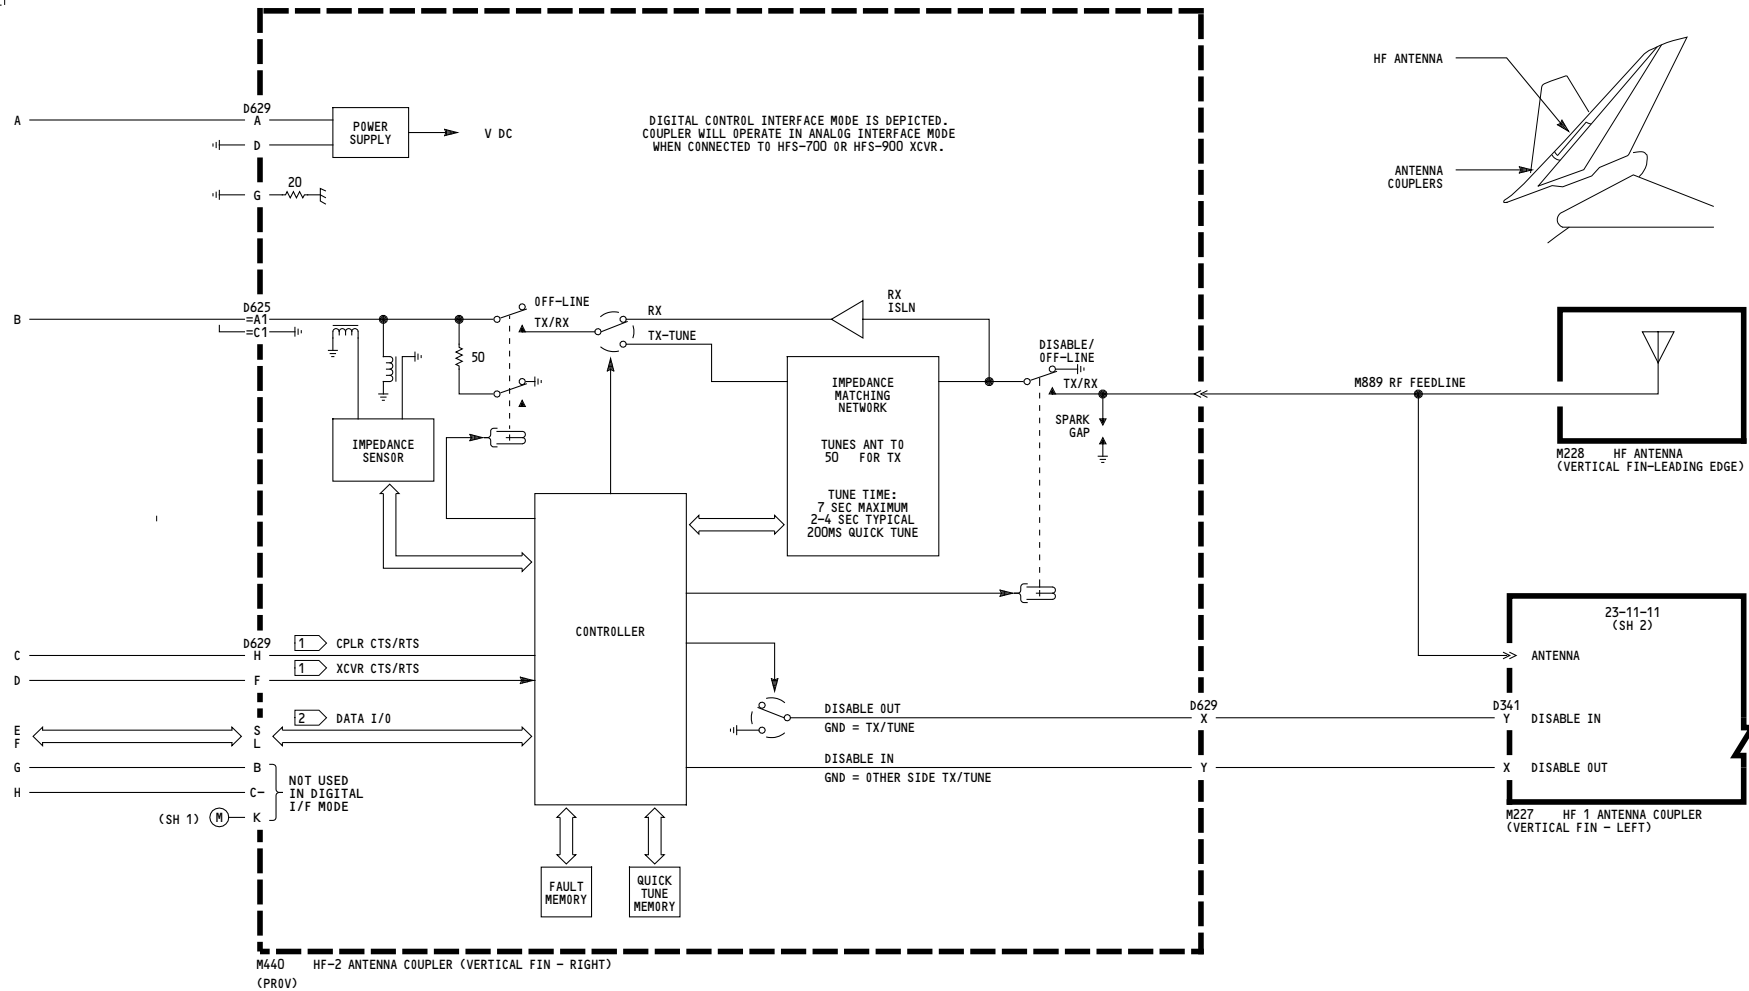 HF ANTENNA
D629
A
A
POWER
SUPPLY
V DC
DIGITAL CONTROL INTERFACE MODE IS DEPICTED.
COUPLER WILL OPERATE IN ANALOG INTERFACE MODE
WHEN CONNECTED TO HFS-700 OR HFS-900 XCVR.
D
ANTENNA
COUPLERS
G
20
D625
B
=A1
=C1
OFF-LINE
TX/RX
RX
TX-TUNE
RX
ISLN
50
DISABLE/
OFF-LINE
TX/RX
SPARK
GAP
M889 RF FEEDLINE
IMPEDANCE
MATCHING
NETWORK
TUNES ANT TO
50 FOR TX
TUNE TIME:
7 SEC MAXIMUM
2-4 SEC TYPICAL
200MS QUICK TUNE
IMPEDANCE
SENSOR
M228 HF ANTENNA
(VERTICAL FIN-LEADING EDGE)
CONTROLLER
23-11-11
(SH 2)
ANTENNA
D629
C
H
1
CPLR CTS/RTS
D
F
1
XCVR CTS/RTS
2
DATA I/O
E
F
S
L
G
B
H
C-
(SH 1)
M
K
NOT USED
IN DIGITAL
I/F MODE
DISABLE OUT
GND = TX/TUNE
DISABLE IN
GND = OTHER SIDE TX/TUNE
D629
X
Y
D341
Y
DISABLE IN
X
DISABLE OUT
M227 HF 1 ANTENNA COUPLER
(VERTICAL FIN - LEFT)
FAULT
MEMORY
QUICK
TUNE
MEMORY
M440 HF-2 ANTENNA COUPLER (VERTICAL FIN - RIGHT)
(PROV)